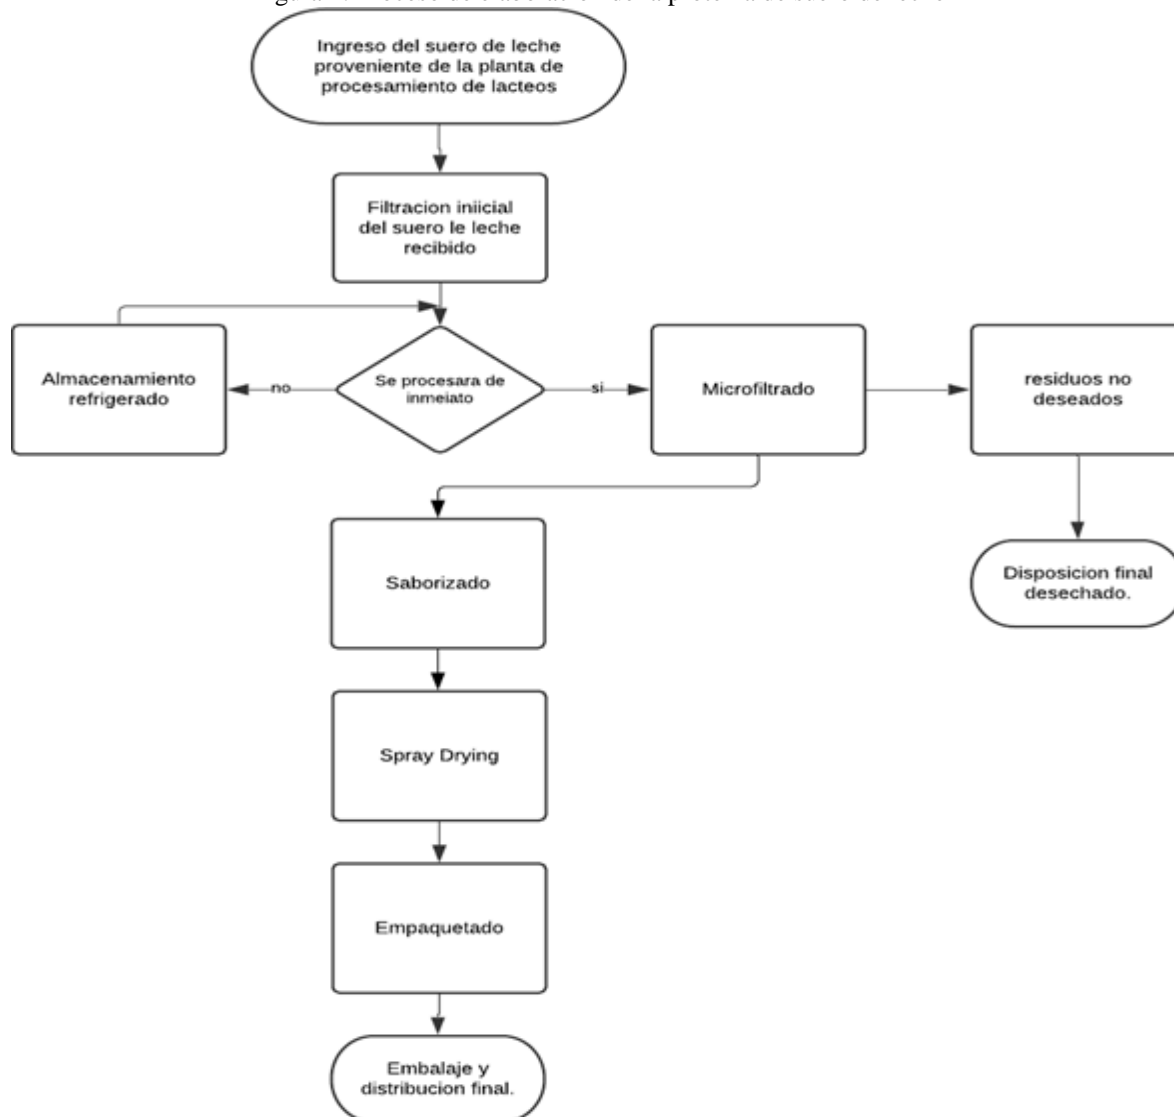 Ingreso del suero de leche
proveniente de la planta de
procesamiento de lacteos
Filtracion iniicial
del suero le leche
recibido
Almacenamiento
refrigerado
no
Se procesara de
inmeiato
si
Microfiltrado
residuos no
deseados
Saborizado
Disposicion final
desechado.
Spray Drying
Empaquetado
Embalaje y
distribucion final.